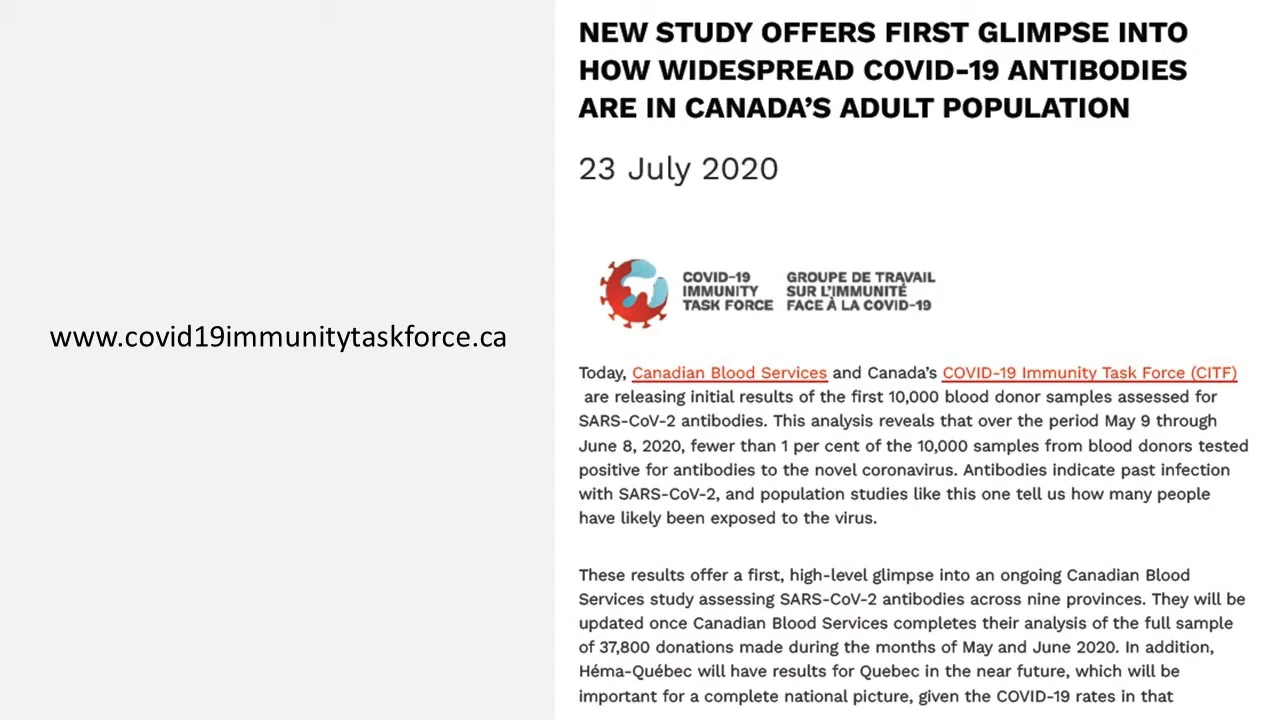 www.covid19immunitytaskforce.ca
NEW STUDY OFFERS FIRST GLIMPSE INTO
HOW WIDESPREAD COVID-19 ANTIBODIES
ARE IN CANADA'S ADULT POPULATION
23 July 2020
COVID-19
IMMUNITY
TASK FORCE
GROUPE DE TRAVAIL
SUR L'IMMUNITÉ
FACE À LA COVID-19
Today, Canadian Blood Services and Canada's COVID-19 Immunity Task Force (CITF)
are releasing initial results of the first 10,000 blood donor samples assessed for
SARS-CoV-2 antibodies. This analysis reveals that over the period May 9 through
June 8, 2020, fewer than 1 per cent of the 10,000 samples from blood donors tested
positive for antibodies to the novel coronavirus. Antibodies indicate past infection
with SARS-CoV-2, and population studies like this one tell us how many people
have likely been exposed to the virus.
These results offer a first, high-level glimpse into an ongoing Canadian Blood
Services study assessing SARS-CoV-2 antibodies across nine provinces. They will be
updated once Canadian Blood Services completes their analysis of the full sample
of 37,800 donations made during the months of May and June 2020. In addition,
Héma-Québec will have results for Quebec in the near future, which will be
important for a complete national picture, given the COVID-19 rates in that